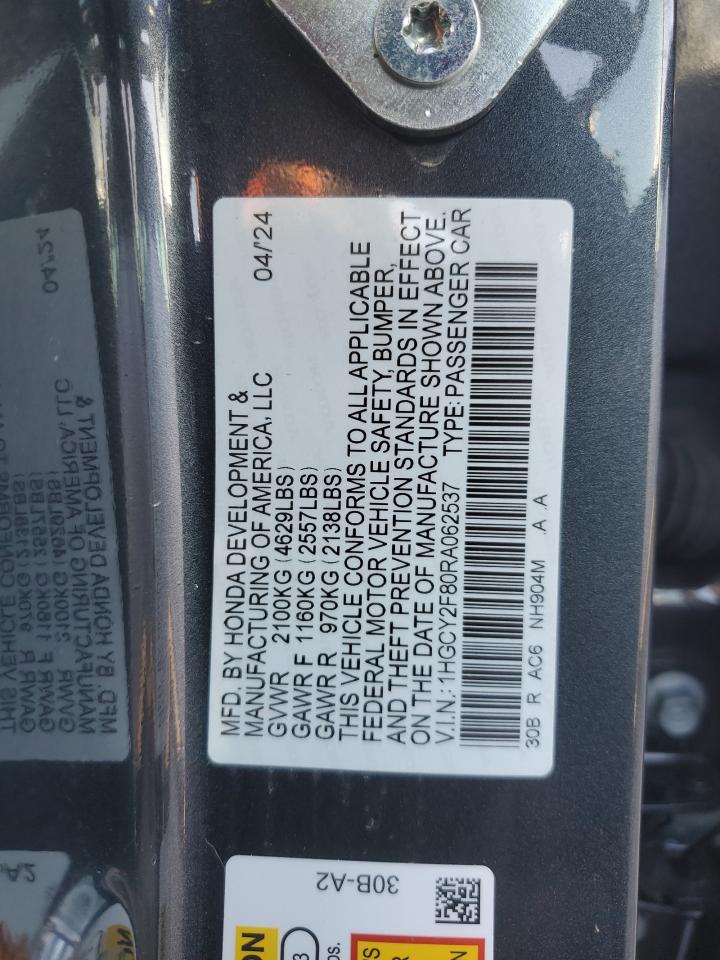 MFD. BY HONDA DEVELOPMENT & 04/'24
MANUFACTURING OF AMERICA, LLC
GVWR 2100KG (4629LBS)
GAWR F 1160KG (2557LBS)
GAWR R 970KG (2138LBS)
THIS VEHICLE CONFORMS TO ALL APPLICABLE
FEDERAL MOTOR VEHICLE SAFETY, BUMPER,
AND THEFT PREVENTION STANDARDS IN EFFECT
ON THE DATE OF MANUFACTURE SHOWN ABOVE.
V.I.N.: 1HGCY2F80RA062537 TYPE: PASSENGER CAR
30B R AC6 NH904M .A .A
30B-A2